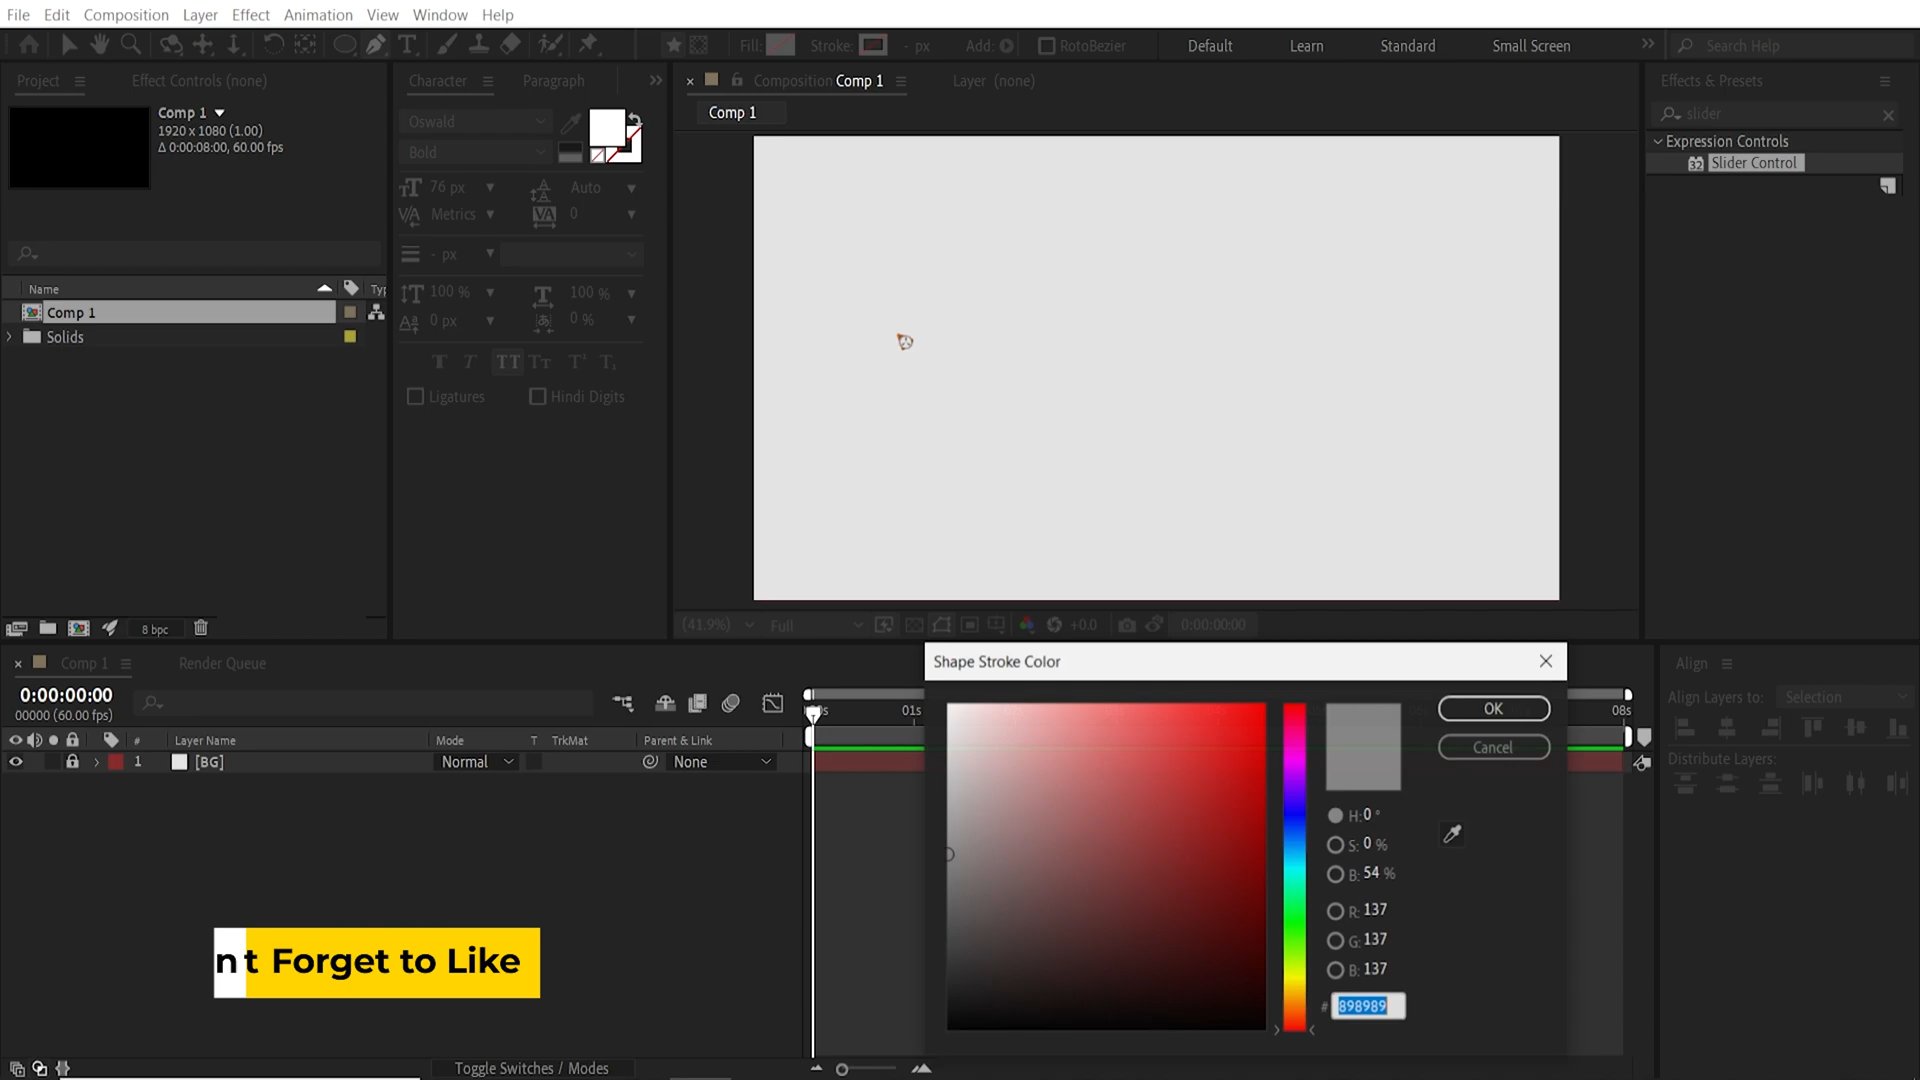 File Edit Composition Layer Effect Animation View Window Help
Fill: Stroke: - px Add: RotoBezier Default Learn Standard Small Screen Search Help
Project Effect Controls (none)
Comp 1
1920 x 1080 (1.00)
Δ 0:00:08:00, 60.00 fps
Name Typ
Comp 1
Solids
8 bpc
Character Paragraph
Oswald
Bold
76 px Auto
Metrics 0
- px
100 % 100 %
0 px 0 %
Ligatures Hindi Digits
Composition Comp 1 Layer (none)
Comp 1
(41.9%) Full +0.0 0:00:00:00
Effects & Presets
slider
Expression Controls
32 Slider Control
Comp 1 Render Queue
0:00:00:00
00000 (60.00 fps)
# Layer Name Mode T TrkMat Parent & Link
1 [BG] Normal None
01s 08s
Shape Stroke Color
OK
Cancel
H: 0 °
S: 0 %
B: 54 %
R: 137
G: 137
B: 137
# 898989
Align
Align Layers to: Selection
Distribute Layers:
nt Forget to Like
Toggle Switches / Modes